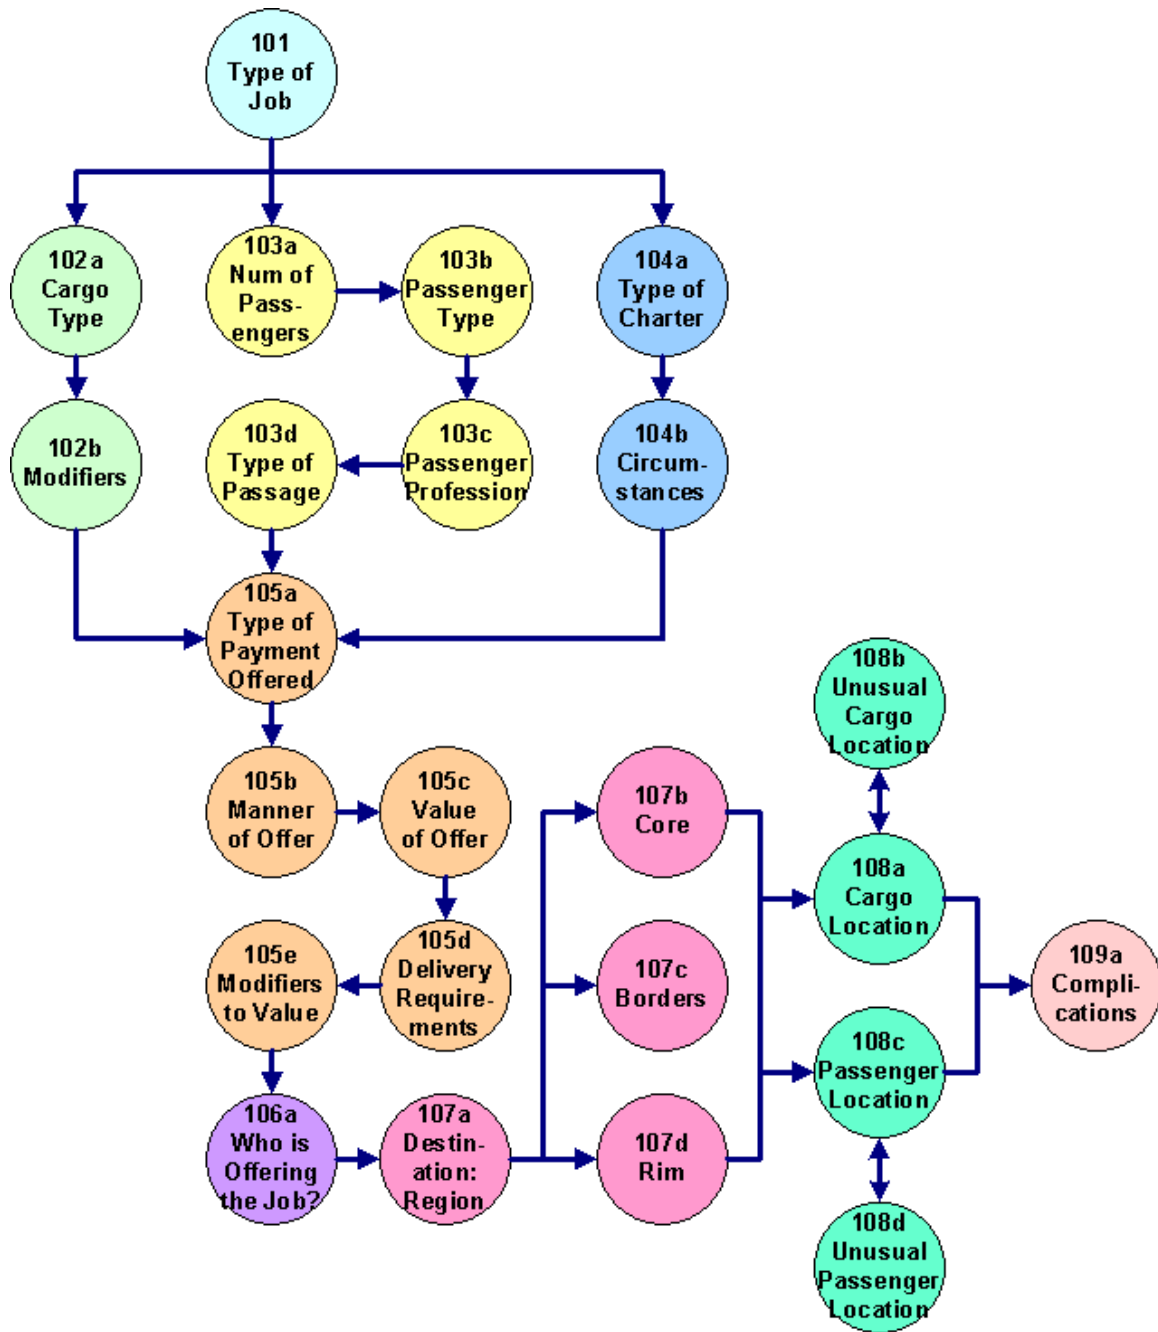 101
Type of
Job
102a
Cargo
Type
103a
Num of
Pass-
engers
103b
Passenger
Type
104a
Type of
Charter
102b
Modifiers
103d
Type of
Passage
103c
Passenger
Profession
104b
Circum-
stances
105a
Type of
Payment
Offered
108b
Unusual
Cargo
Location
105b
Manner
of Offer
105c
Value
of Offer
107b
Core
108a
Cargo
Location
105e
Modifiers
to Value
105d
Delivery
Require-
ments
107c
Borders
109a
Compli-
cations
108c
Passenger
Location
106a
Who is
Offering
the Job?
107a
Destin-
ation:
Region
107d
Rim
108d
Unusual
Passenger
Location